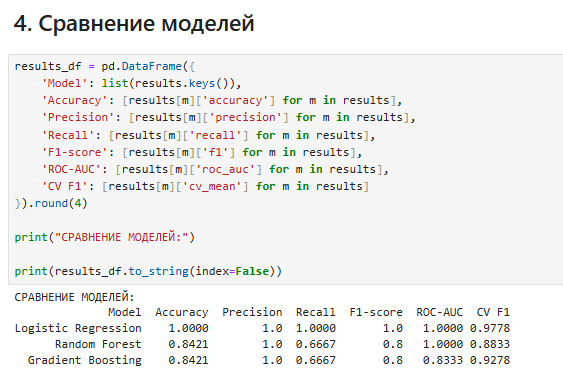 4. Сравнение моделей
results_df = pd.DataFrame({
    'Model': list(results.keys()),
    'Accuracy': [results[m]['accuracy'] for m in results],
    'Precision': [results[m]['precision'] for m in results],
    'Recall': [results[m]['recall'] for m in results],
    'F1-score': [results[m]['f1'] for m in results],
    'ROC-AUC': [results[m]['roc_auc'] for m in results],
    'CV F1': [results[m]['cv_mean'] for m in results]
}).round(4)
print("СРАВНЕНИЕ МОДЕЛЕЙ:")
print(results_df.to_string(index=False))
СРАВНЕНИЕ МОДЕЛЕЙ:
              Model  Accuracy  Precision  Recall  F1-score  ROC-AUC  CV F1
Logistic Regression    1.0000        1.0  1.0000       1.0   1.0000 0.9778
      Random Forest    0.8421        1.0  0.6667       0.8   1.0000 0.8833
  Gradient Boosting    0.8421        1.0  0.6667       0.8   0.8333 0.9278